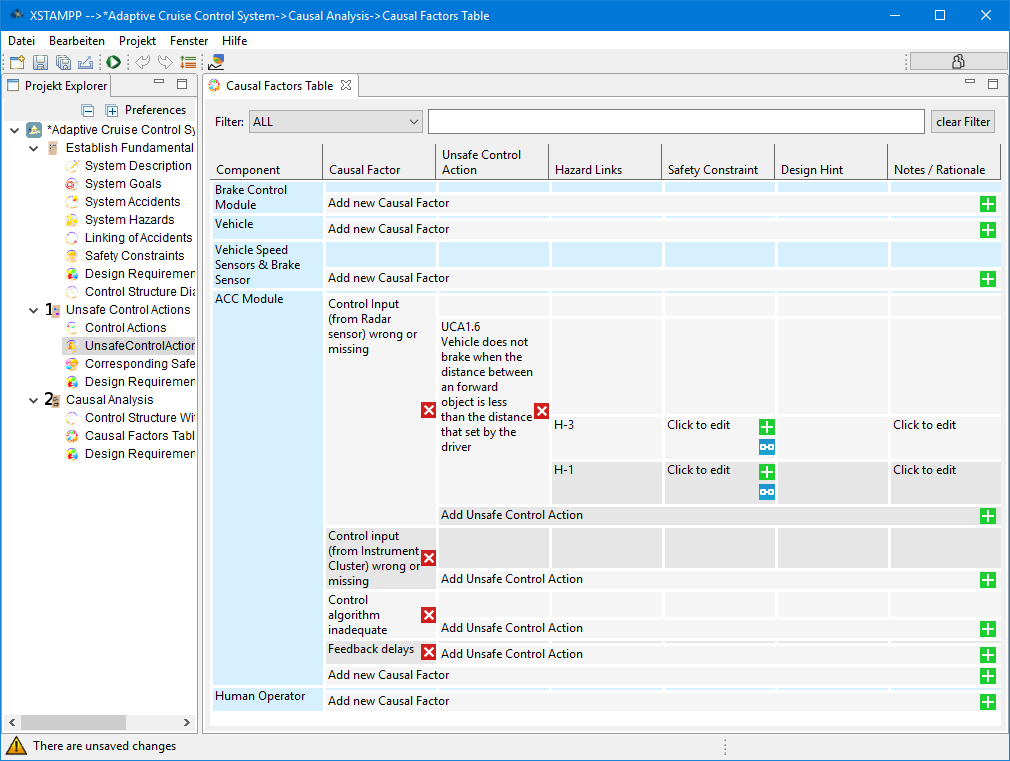 XSTAMPP -->*Adaptive Cruise Control System->Causal Analysis->Causal Factors Table
Datei Bearbeiten Projekt Fenster Hilfe
Projekt Explorer
Preferences
*Adaptive Cruise Control Sy
Establish Fundamental
System Description
System Goals
System Accidents
System Hazards
Linking of Accidents
Safety Constraints
Design Requiremen
Control Structure Dia
1 Unsafe Control Actions
Control Actions
UnsafeControlAction
Corresponding Safe
Design Requiremen
2 Causal Analysis
Control Structure Wi
Causal Factors Tabl
Design Requiremen
Causal Factors Table
Filter: ALL clear Filter
Component Causal Factor Unsafe Control Action Hazard Links Safety Constraint Design Hint Notes / Rationale
Brake Control
Module
Add new Causal Factor
Vehicle
Add new Causal Factor
Vehicle Speed
Sensors & Brake
Sensor
Add new Causal Factor
ACC Module
Control Input
(from Radar
sensor) wrong or
missing
UCA1.6
Vehicle does not
brake when the
distance between
an forward
object is less
than the distance
that set by the
driver
H-3 Click to edit Click to edit
H-1 Click to edit Click to edit
Add Unsafe Control Action
Control input
(from Instrument
Cluster) wrong or
missing
Add Unsafe Control Action
Control
algorithm
inadequate
Add Unsafe Control Action
Feedback delays
Add Unsafe Control Action
Add new Causal Factor
Human Operator
Add new Causal Factor
There are unsaved changes